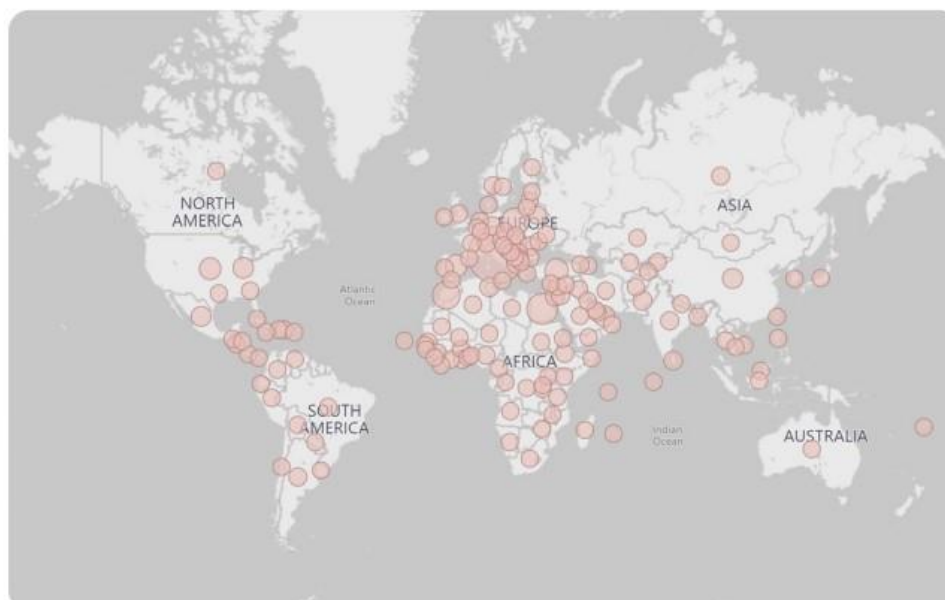 NORTH
AMERICA
EUROPE
ASIA
Atlantic
Ocean
AFRICA
SOUTH
AMERICA
Indian
Ocean
AUSTRALIA